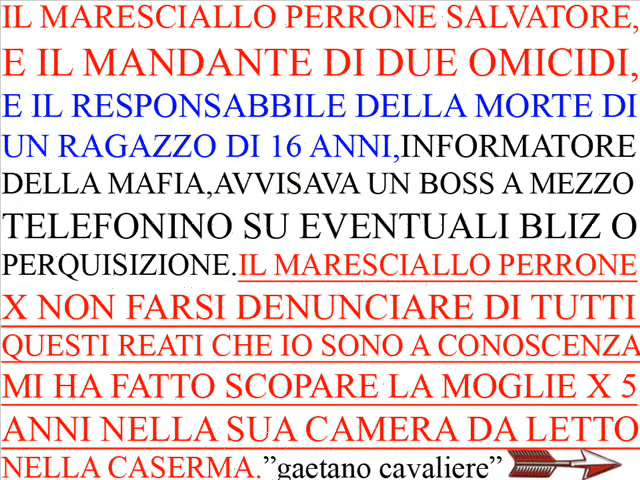 IL MARESCIALLO PERRONE SALVATORE,
E IL MANDANTE DI DUE OMICIDI,
E IL RESPONSABBILE DELLA MORTE DI
UN RAGAZZO DI 16 ANNI,INFORMATORE
DELLA MAFIA,AVVISAVA UN BOSS A MEZZO
TELEFONINO SU EVENTUALI BLIZ O
PERQUISIZIONE.IL MARESCIALLO PERRONE
X NON FARSI DENUNCIARE DI TUTTI
QUESTI REATI CHE IO SONO A CONOSCENZA
MI HA FATTO SCOPARE LA MOGLIE X 5
ANNI NELLA SUA CAMERA DA LETTO
NELLA CASERMA.”gaetano cavaliere”